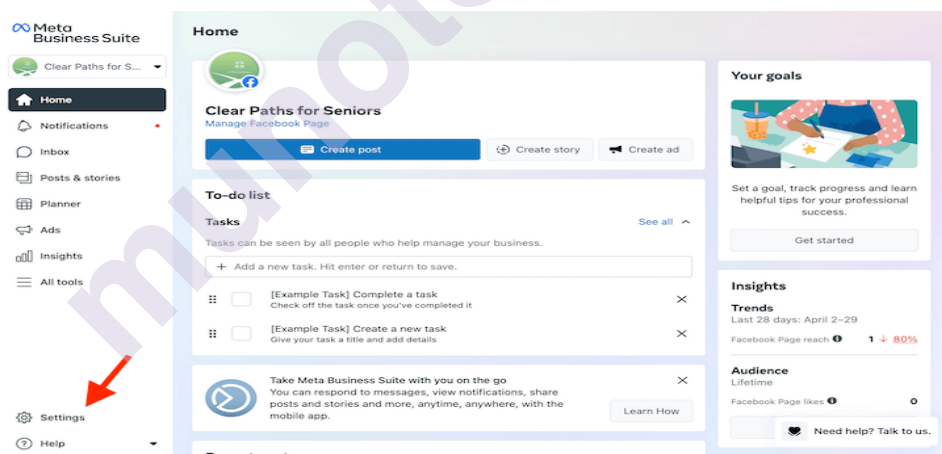 Meta
Business Suite
Clear Paths for S...
Home
Notifications
Inbox
Posts & stories
Planner
Ads
Insights
All tools
Settings
Help
Home
Clear Paths for Seniors
Manage Facebook Page
Create post
Create story
Create ad
To-do list
Tasks
See all
Tasks can be seen by all people who help manage your business.
+ Add a new task. Hit enter or return to save.
[Example Task] Complete a task
Check off the task once you've completed it
[Example Task] Create a new task
Give your task a title and add details
Take Meta Business Suite with you on the go
You can respond to messages, view notifications, share
posts and stories and more, anytime, anywhere, with the
mobile app.
Learn How
Your goals
Set a goal, track progress and learn
helpful tips for your professional
success.
Get started
Insights
Trends
Last 28 days: April 2–29
Facebook Page reach 1 ↓ 80%
Audience
Lifetime
Facebook Page likes 0
Need help? Talk to us.
munot